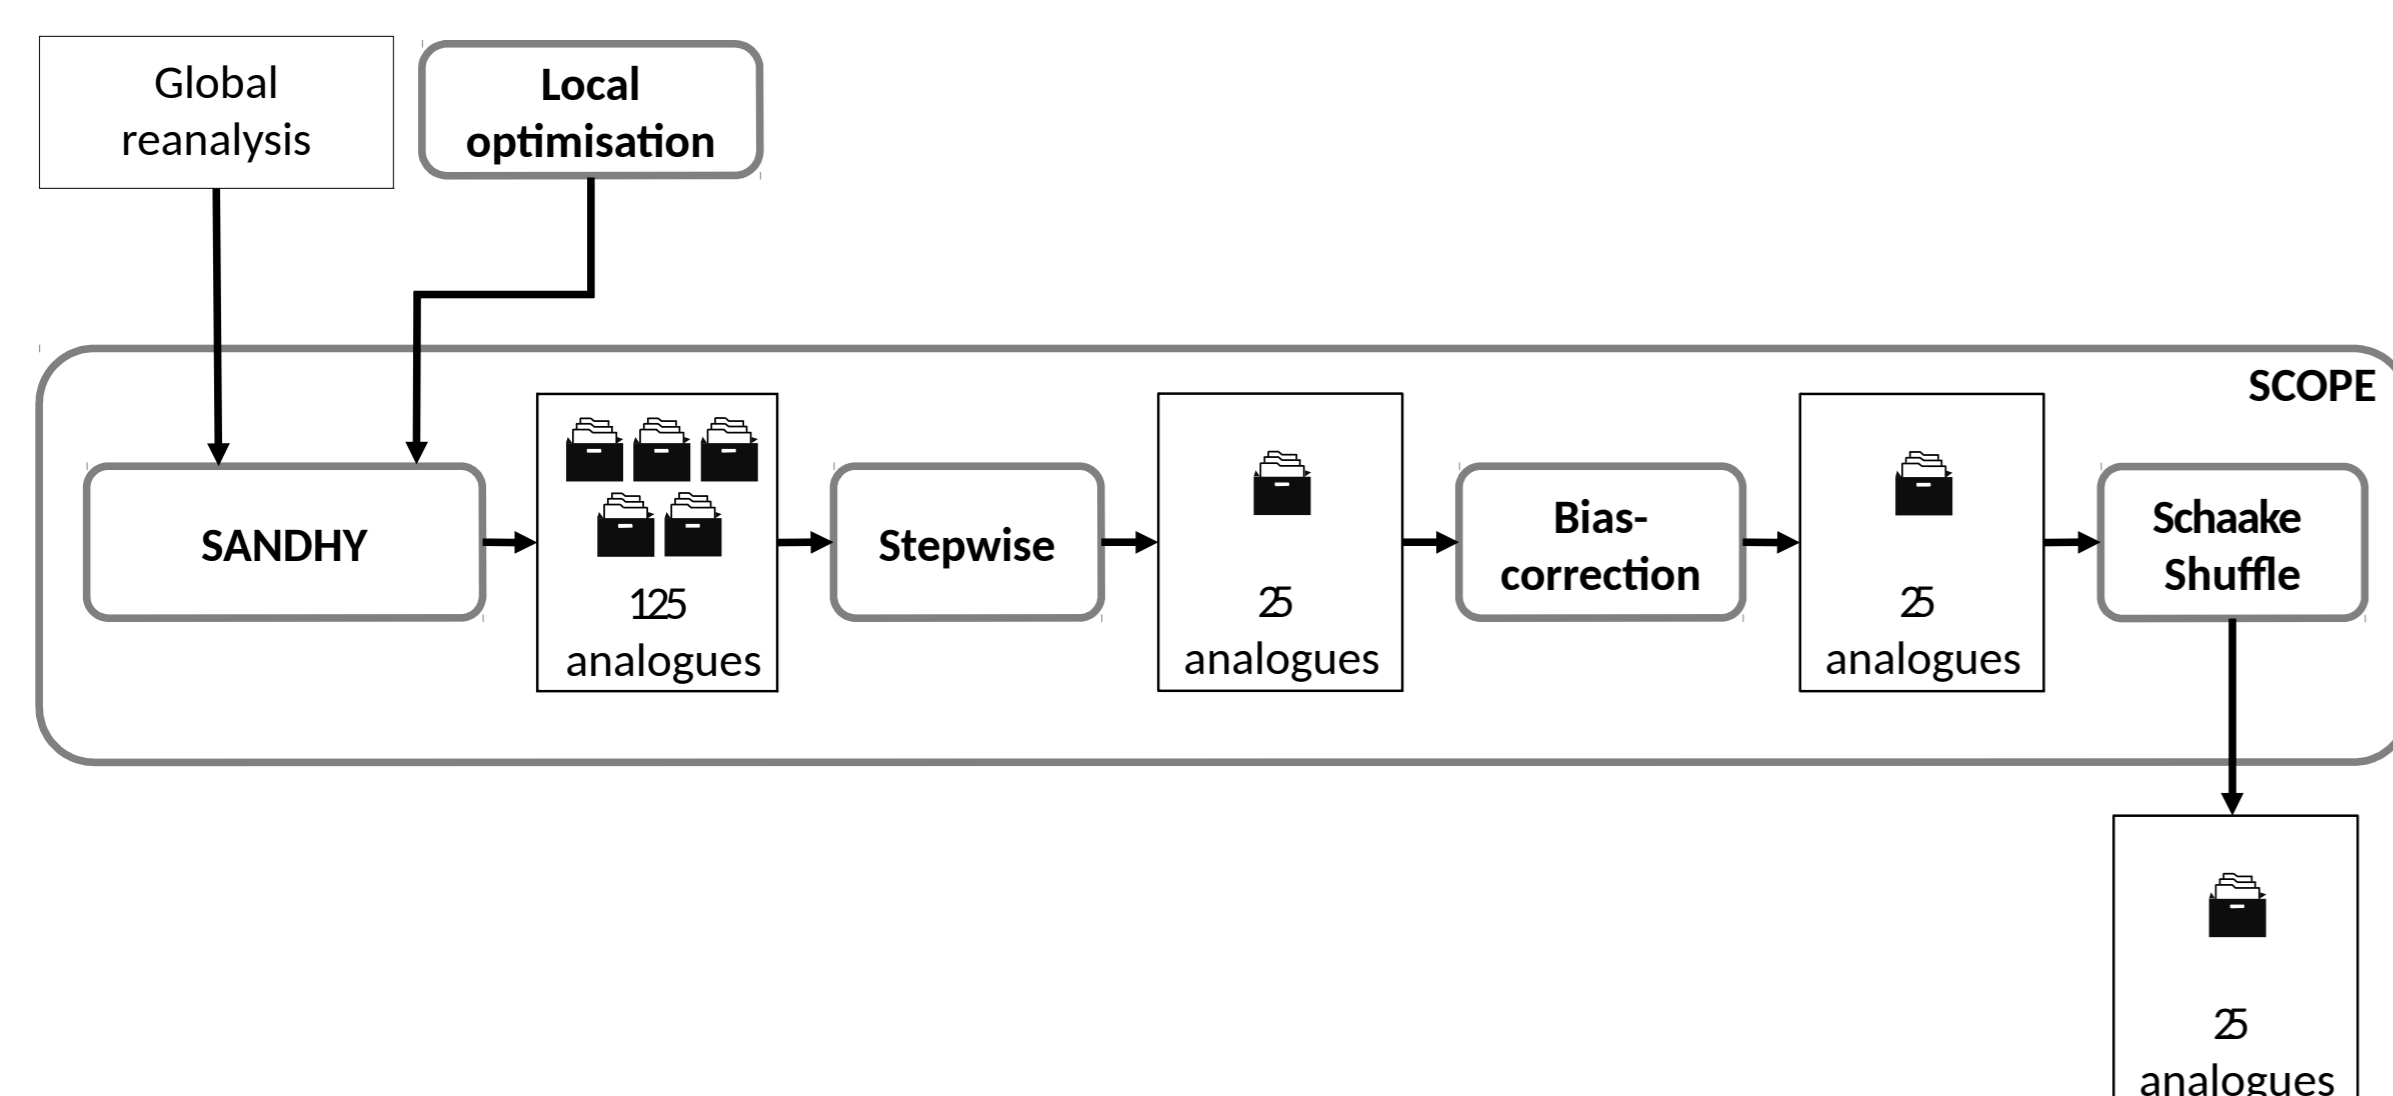 Global
reanalysis
Local
optimisation
SCOPE
SANDHY
125
analogues
Stepwise
25
analogues
Bias-
correction
25
analogues
Schaake
Shuffle
25
analogues